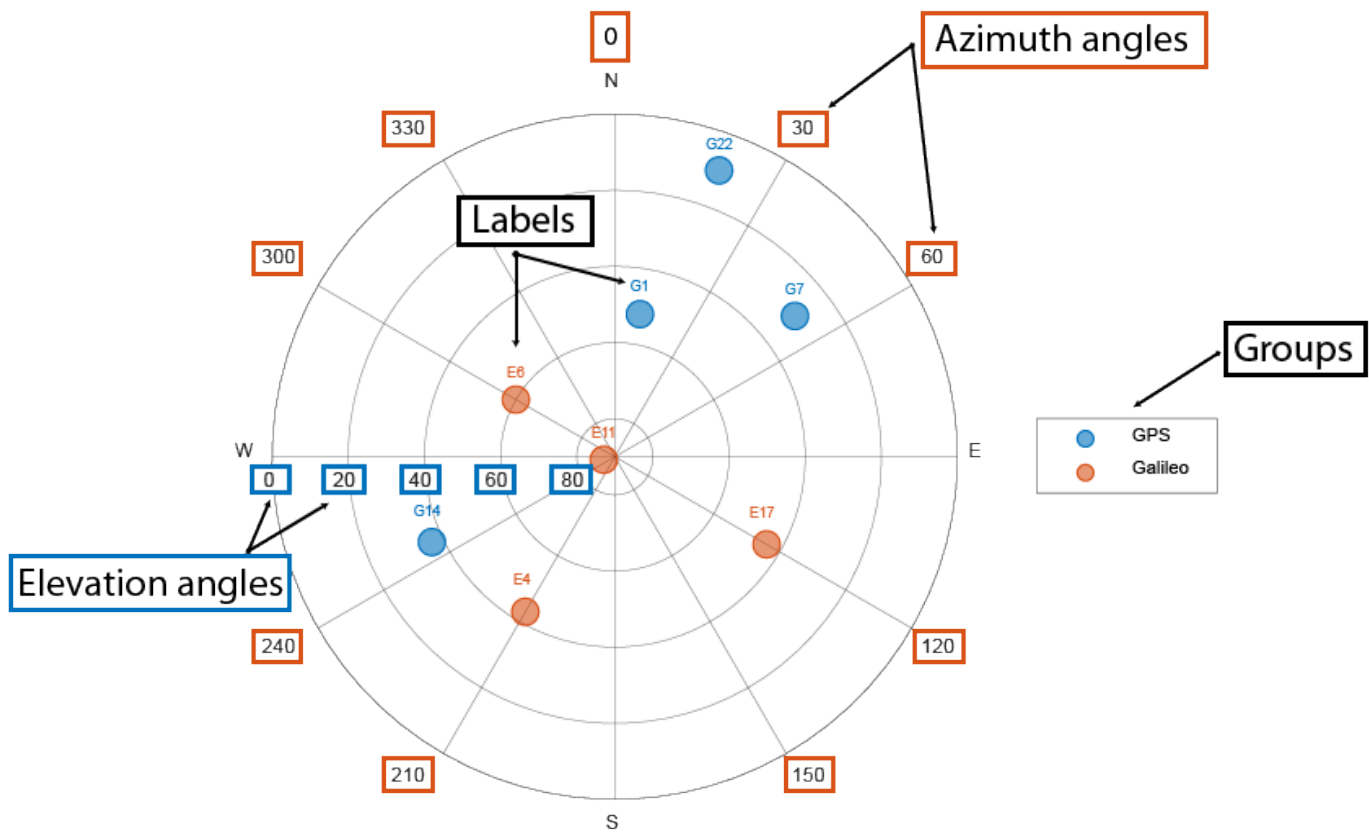 0
Azimuth angles
N
330
30
G22
Labels
300
60
G1
G7
Groups
E6
GPS
E11
W
E
Galileo
0
20
40
60
80
G14
E17
Elevation angles
E4
240
120
210
150
S